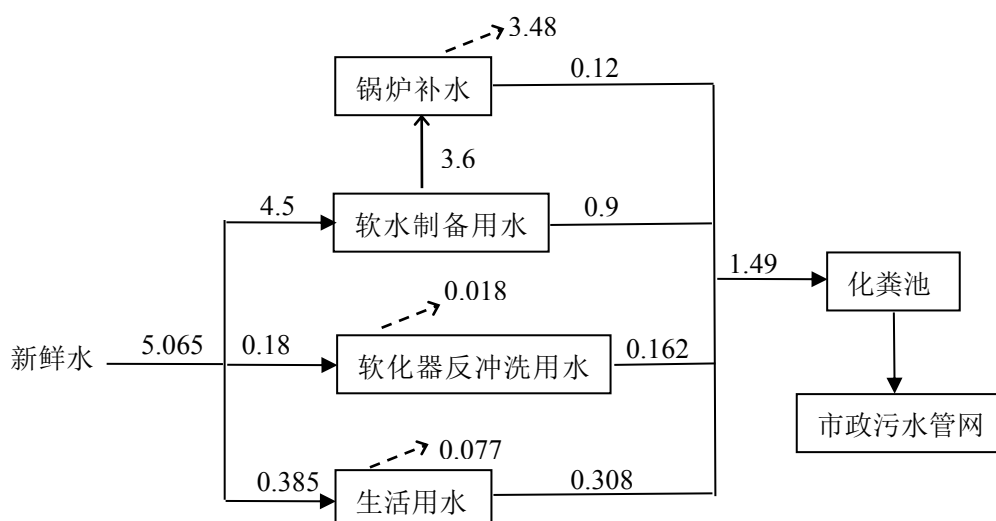 3.48
锅炉补水
0.12
3.6
4.5
软水制备用水
0.9
1.49
化粪池
0.018
新鲜水
5.065
0.18
软化器反冲洗用水
0.162
市政污水管网
0.077
0.385
生活用水
0.308